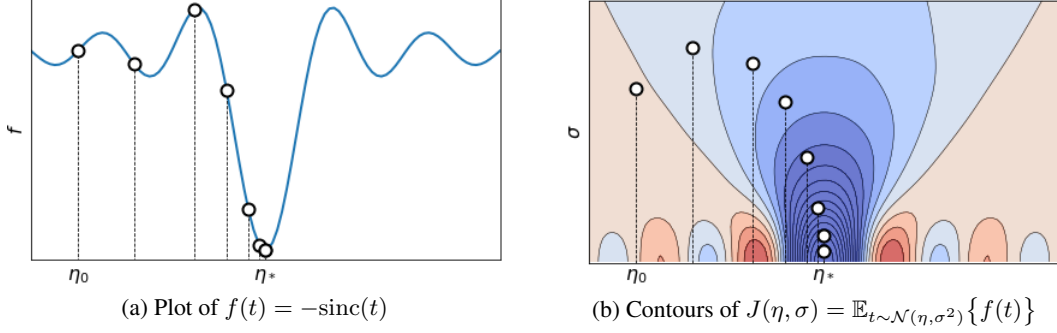 f
η₀
η*
(a) Plot of f(t) = −sinc(t)
σ
η₀
η*
(b) Contours of J(η, σ) = 𝔼ₜ∼𝒩(η,σ²){f(t)}